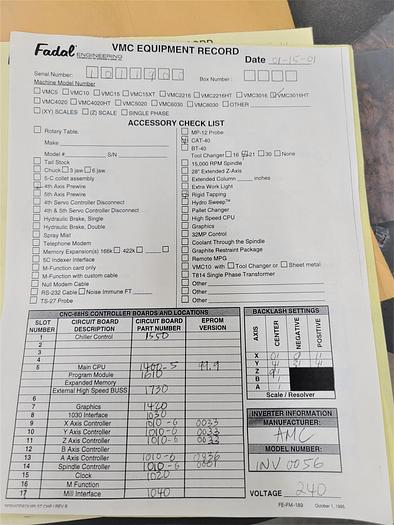 Fadal ENGINEERING
VMC EQUIPMENT RECORD
Date 01-15-01
Serial Number:
Box Number:
Machine Model Number
VMC5 VMC10 VMC15 VMC15XT VMC2216 VMC2216HT VMC3016 VMC3016HT
VMC4020 VMC4020HT VMC5020 VMC6030 VMC8030 OTHER
(XY) SCALES (Z) SCALE SINGLE PHASE
ACCESSORY CHECK LIST
Rotary Table.
Make
Model # S/N
Tail Stock
Chuck 3 jaw 6 jaw
5-C collet assembly
4th Axis Prewire
5th Axis Prewire
4th Servo Controller Disconnect
4th & 5th Servo Controller Disconnect
Hydraulic Brake, Single
Hydraulic Brake, Double
Spray Mist
Telephone Modem
Memory Expansion(s) 168k 422k
5C Indexer Interface
M-Function card only
M-Function with custom cable
Null Modem Cable
RS-232 Cable Noise Immune FT
TS-27 Probe
MP-12 Probe
CAT-40
BT-40
Tool Changer 16 21 30 None
15,000 RPM Spindle
28" Extended Z-Axis
Extended Column inches
Extra Work Light
Rigid Tapping
Hydro Sweep™
Pallet Changer
High Speed CPU
Graphics
32MP Control
Coolant Through the Spindle
Graphite Restraint Package
Remote MPG
VMC10 with Tool Changer or Sheet metal
T814 Single Phase Transformer
Other
Other
Other
CNC-88HS CONTROLLER BOARDS AND LOCATIONS
SLOT NUMBER CIRCUIT BOARD DESCRIPTION CIRCUIT BOARD PART NUMBER EPROM VERSION
1 Chiller Control 1550
2
3
4
5 Main CPU 1400-5
Program Module 1610
Expanded Memory
External High Speed BUSS 1730
6
7 Graphics 1420
8 1030 Interface 1030
9 X Axis Controller 1010-6 0033
10 Y Axis Controller 1010-6 0033
11 Z Axis Controller 1010-6 0033
12 B Axis Controller
13 A Axis Controller 1010-6
14 Spindle Controller 1010-6
15 Clock 1020
16 M Function
17 Mill Interface 1040
BACKLASH SETTINGS
AXIS CENTER NEGATIVE POSITIVE
X
Y
Z
B
A
Scale / Resolver
INVERTER INFORMATION
MANUFACTURER:
AMC
MODEL NUMBER:
INV 0056
VOLTAGE 240
FE-FM-189 October 1, 1995